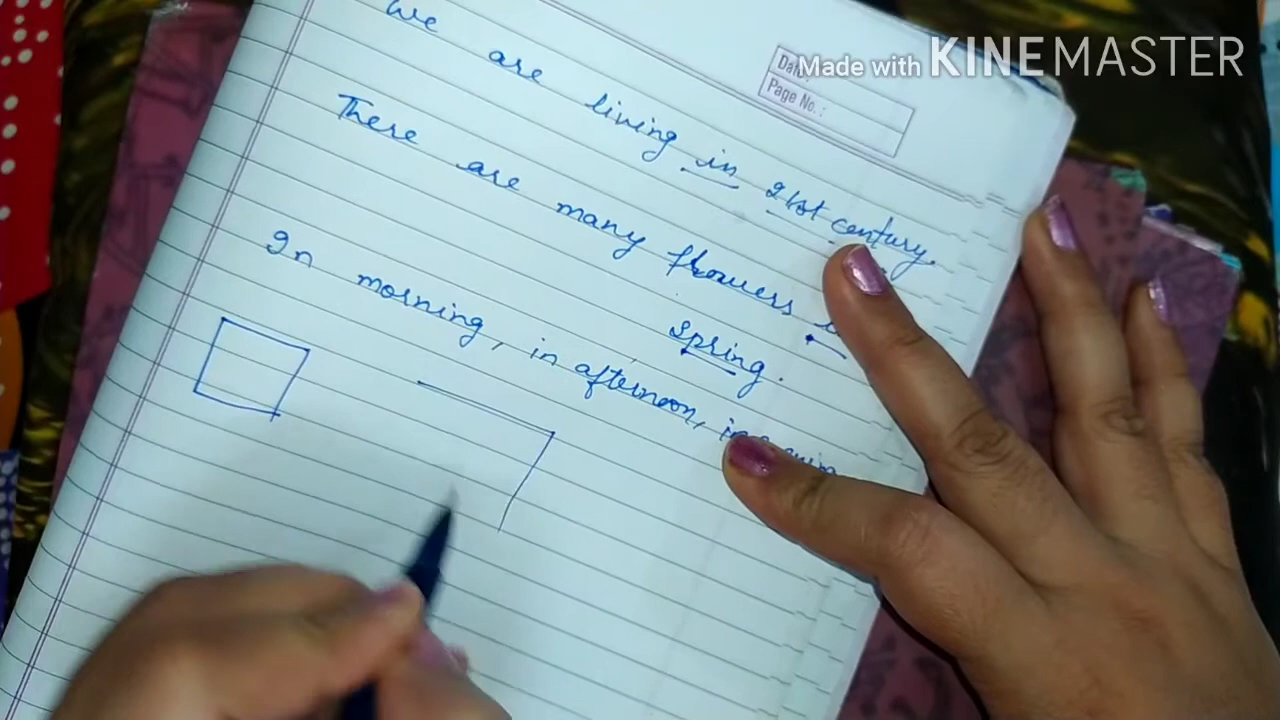 Made with KINEMASTER
Page No. :
We are living in 21st century.
There are many flowers
spring.
In morning, in afternoon,